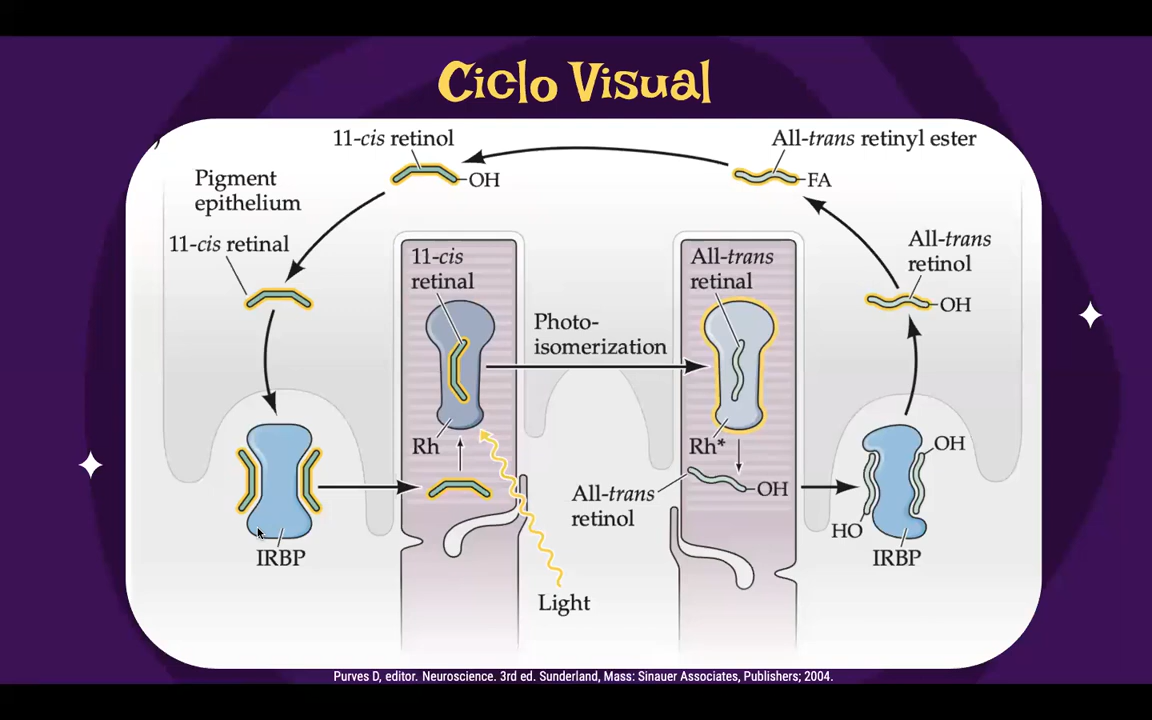 Ciclo Visual
11-cis retinol
OH
All-trans retinyl ester
FA
Pigment
epithelium
11-cis retinal
11-cis
retinal
Photo-
isomerization
All-trans
retinal
All-trans
retinol
OH
Rh
Rh*
OH
All-trans
retinol
OH
HO
IRBP
IRBP
Light
Purves D, editor. Neuroscience. 3rd ed. Sunderland, Mass: Sinauer Associates, Publishers; 2004.